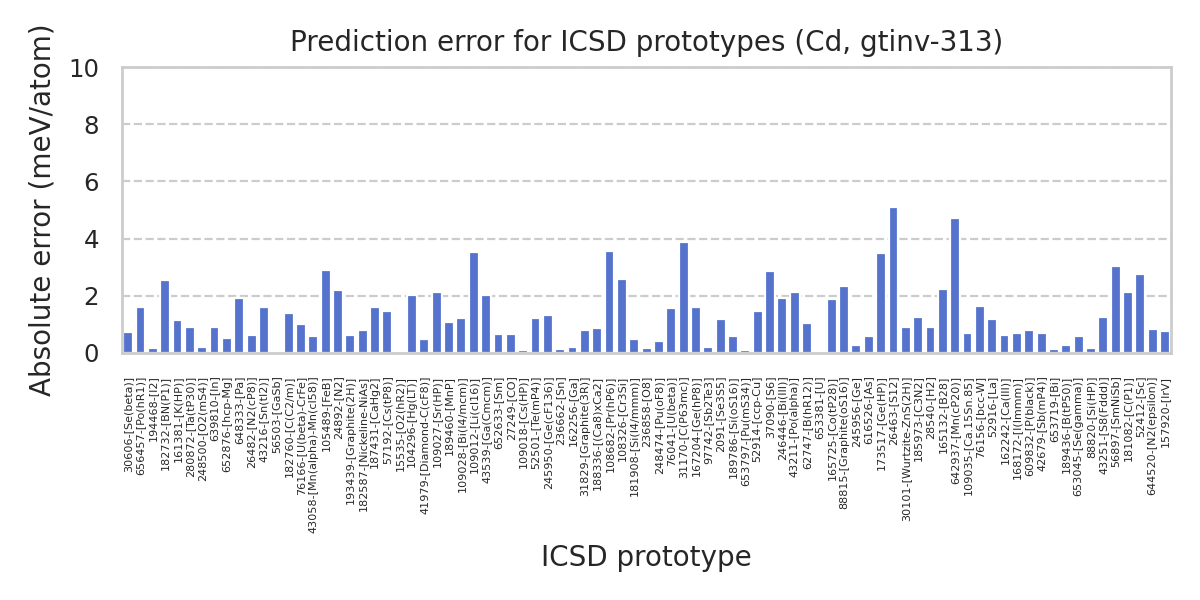 Prediction error for ICSD prototypes (Cd, gtinv-313)
Absolute error (meV/atom)
10
8
6
4
2
0
30606-[Se(beta)]
656457-[Po(hR1)]
194468-[I2]
182732-[BN(P1)]
161381-[K(HP)]
280872-[Ta(tP30)]
248500-[O2(mS4)]
639810-[In]
652876-[hcp-Mg]
648333-[Pa]
26482-[N2(cP8)]
43216-[Sn(tI2)]
56503-[GaSb]
182760-[C(C2/m)]
76166-[U(beta)-CrFe]
43058-[Mn(alpha)-Mn(cI58)]
1054899-[FeB]
24892-[N2]
193439-[Graphite(2H)]
182587-[Nickeline-NiAs]
187431-[CaHg2]
57192-[Cs(tP8)]
15535-[O2(hR2)]
104296-[Hg(LT)]
41979-[Diamond-C(cF8)]
109027-[Sr(HP)]
189460-[MnP]
109028-[Bi(I4/mcm)]
109012-[Li(cI16)]
43539-[Ga(Cmcm)]
652633-[Sm]
27249-[CO]
109018-[Cs(HP)]
52501-[Te(mP4)]
245950-[Ge(cF136)]
236662-[Sn]
162256-[Ga]
31829-[Graphite(3R)]
188336-[(Ca8)xCa2]
108682-[Pr(hP6)]
108326-[Cr3Si]
181908-[Si(I4/mmm)]
236858-[O8]
248474-[Pu(oF8)]
76041-[U(beta)]
31170-[C(P63mc)]
167204-[Ge(hP8)]
97742-[Sb2Te3]
2091-[Se3S5]
189786-[Si(oS16)]
653797-[Pu(mS34)]
52914-[ccp-Cu]
37090-[S6]
246446-[Bi(III)]
43211-[Po(alpha)]
62747-[B(hR12)]
653381-[U]
165725-[Co(tP28)]
88815-[Graphite(oS16)]
245956-[Ge]
616526-[As]
173517-[Ge(HP)]
26463-[S12]
30101-[Wurtzite-ZnS(2H)]
185973-[C3N2]
28540-[H2]
165132-[B28]
642937-[Mn(cP20)]
109035-[Ca.15Sn.85]
76156-[bcc-W]
52916-[La]
162242-[Ca(III)]
168172-[I(Immm)]
609832-[P(black)]
42679-[Sb(mP4)]
653719-[Bi]
189436-[B(tP50)]
653045-[Se(gamma)]
88820-[Si(HP)]
43251-[S8(Fddd)]
56897-[SmNiSb]
181082-[C(P1)]
52412-[Sc]
644520-[N2(epsilon)]
157920-[IrV]
ICSD prototype